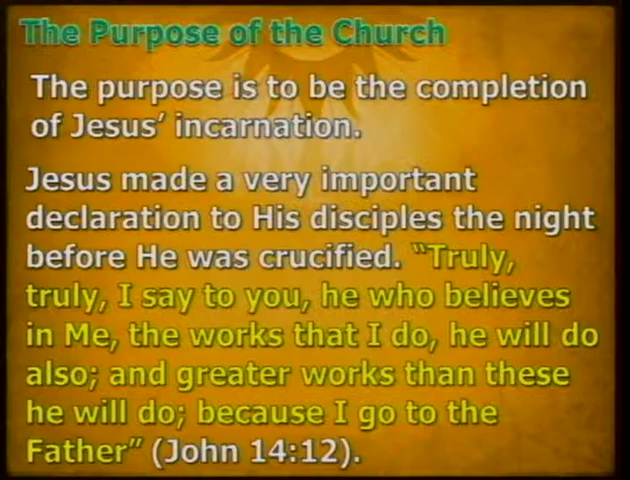 The Purpose of the Church
The purpose is to be the completion
of Jesus’ incarnation.
Jesus made a very important
declaration to His disciples the night
before He was crucified. “Truly,
truly, I say to you, he who believes
in Me, the works that I do, he will do
also; and greater works than these
he will do; because I go to the
Father” (John 14:12).